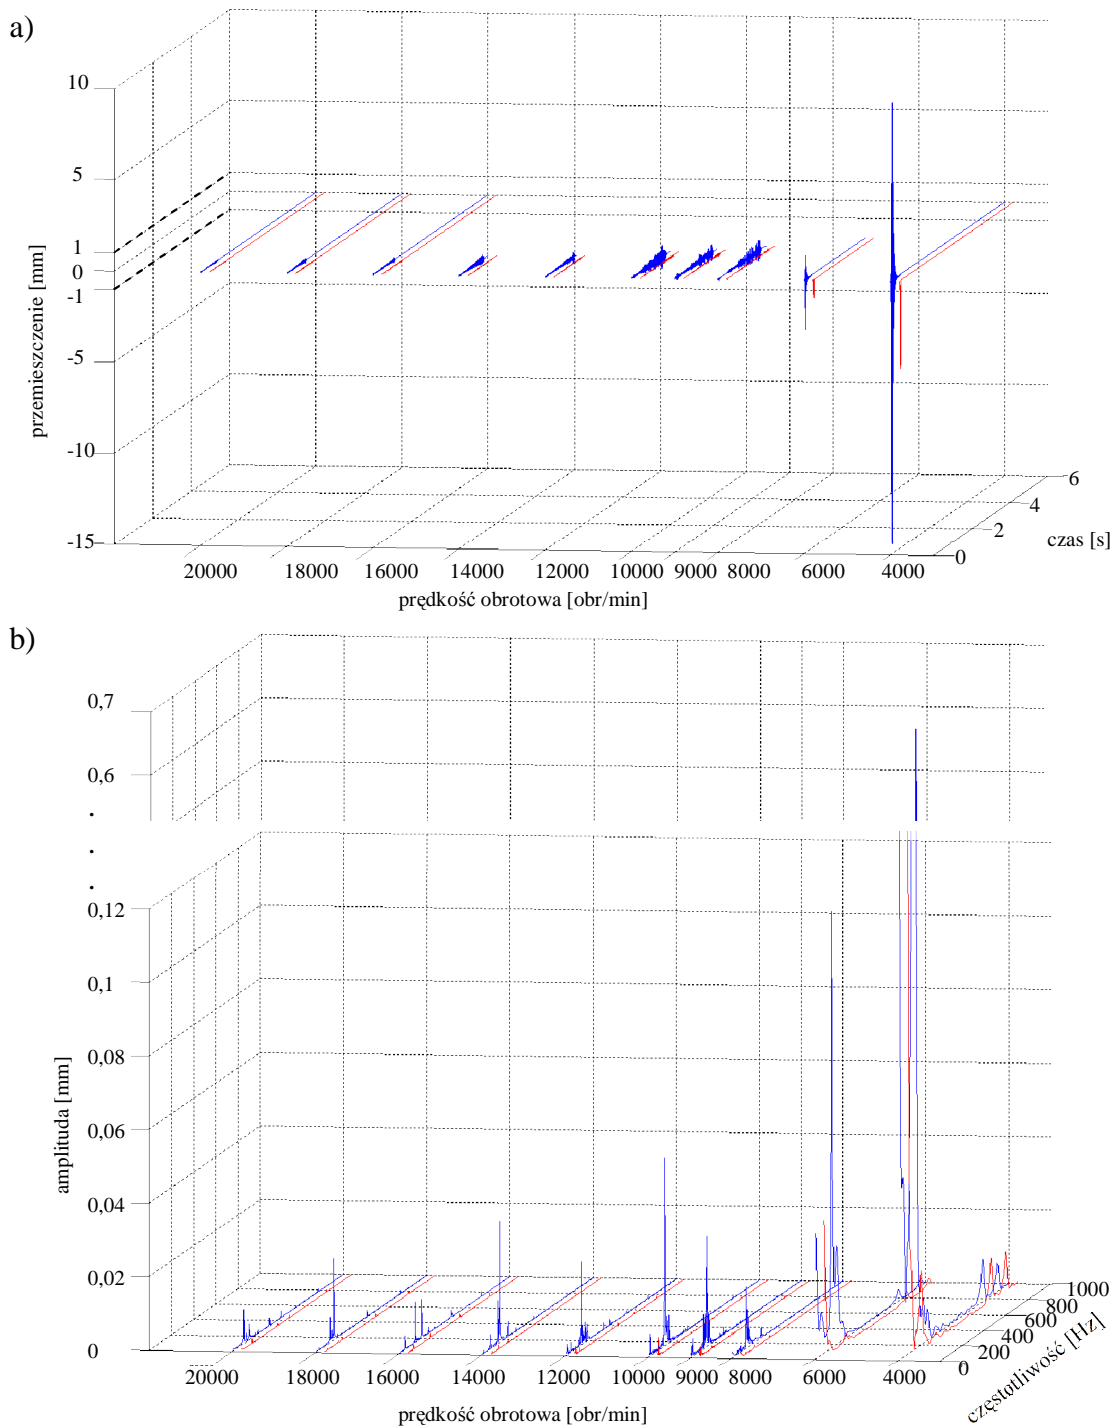 a)
10
5
1
0
-1
-5
-10
-15
przemieszczenie [mm]
20000 18000 16000 14000 12000 10000 9000 8000 6000 4000
prędkość obrotowa [obr/min]
0 2 4 6
czas [s]
b)
0,7
0,6
.
.
.
0,12
0,1
0,08
0,06
0,04
0,02
0
amplituda [mm]
20000 18000 16000 14000 12000 10000 9000 8000 6000 4000
prędkość obrotowa [obr/min]
0 200 400 600 800 1000
częstotliwość [Hz]